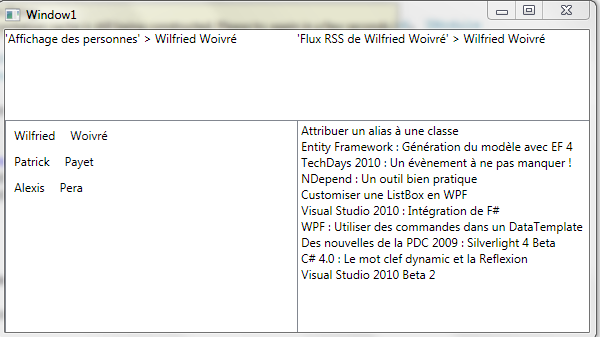 Window1
'Affichage des personnes' > Wilfried Woivré
'Flux RSS de Wilfried Woivré' > Wilfried Woivré
Wilfried Woivré
Patrick Payet
Alexis Pera
Attribuer un alias à une classe
Entity Framework : Génération du modèle avec EF 4
TechDays 2010 : Un évènement à ne pas manquer !
NDepend : Un outil bien pratique
Customiser une ListBox en WPF
Visual Studio 2010 : Intégration de F#
WPF : Utiliser des commandes dans un DataTemplate
Des nouvelles de la PDC 2009 : Silverlight 4 Beta
C# 4.0 : Le mot clef dynamic et la Reflexion
Visual Studio 2010 Beta 2